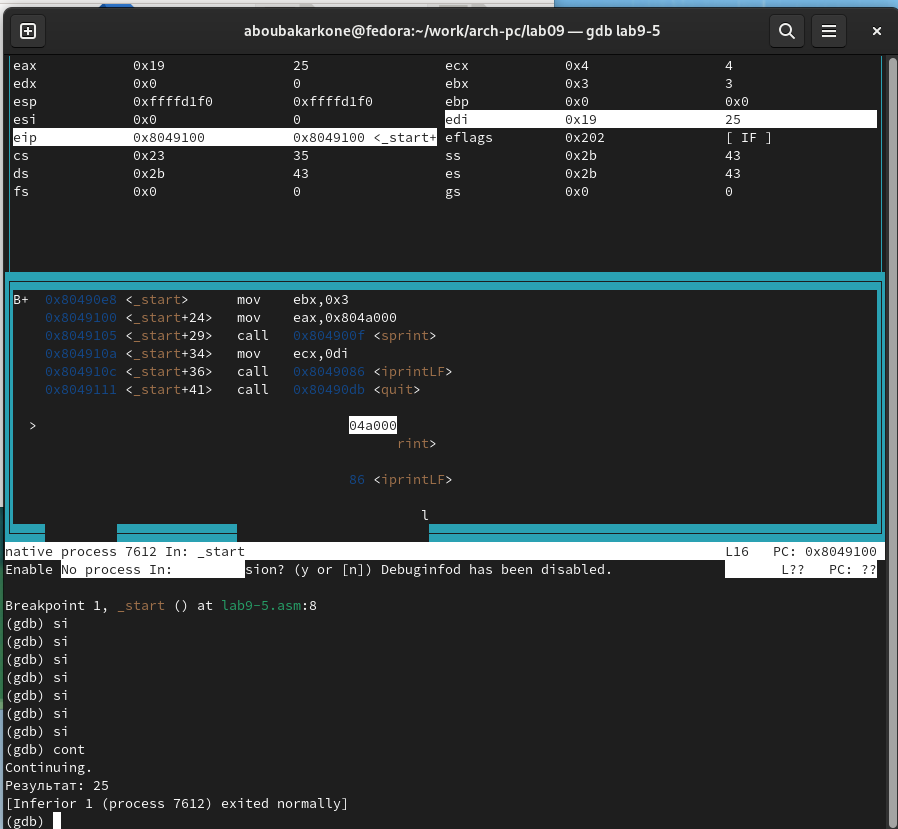 aboubakarkone@fedora:~/work/arch-pc/lab09 — gdb lab9-5
eax 0x19 25 ecx 0x4 4
edx 0x0 0 ebx 0x3 3
esp 0xffffd1f0 0xffffd1f0 ebp 0x0 0x0
esi 0x0 0 edi 0x19 25
eip 0x8049100 0x8049100 <_start+ eflags 0x202 [ IF ]
cs 0x23 35 ss 0x2b 43
ds 0x2b 43 es 0x2b 43
fs 0x0 0 gs 0x0 0
B+ 0x80490e8 <_start> mov ebx,0x3
0x8049100 <_start+24> mov eax,0x804a000
0x8049105 <_start+29> call 0x804900f <sprint>
0x804910a <_start+34> mov ecx,0di
0x804910c <_start+36> call 0x8049086 <iprintLF>
0x8049111 <_start+41> call 0x80490db <quit>
> 04a000
rint>
86 <iprintLF>
l
native process 7612 In: _start L16 PC: 0x8049100
Enable No process In: sion? (y or [n]) Debuginfod has been disabled. L?? PC: ??
Breakpoint 1, _start () at lab9-5.asm:8
(gdb) si
(gdb) si
(gdb) si
(gdb) si
(gdb) si
(gdb) si
(gdb) si
(gdb) cont
Continuing.
Результат: 25
[Inferior 1 (process 7612) exited normally]
(gdb)